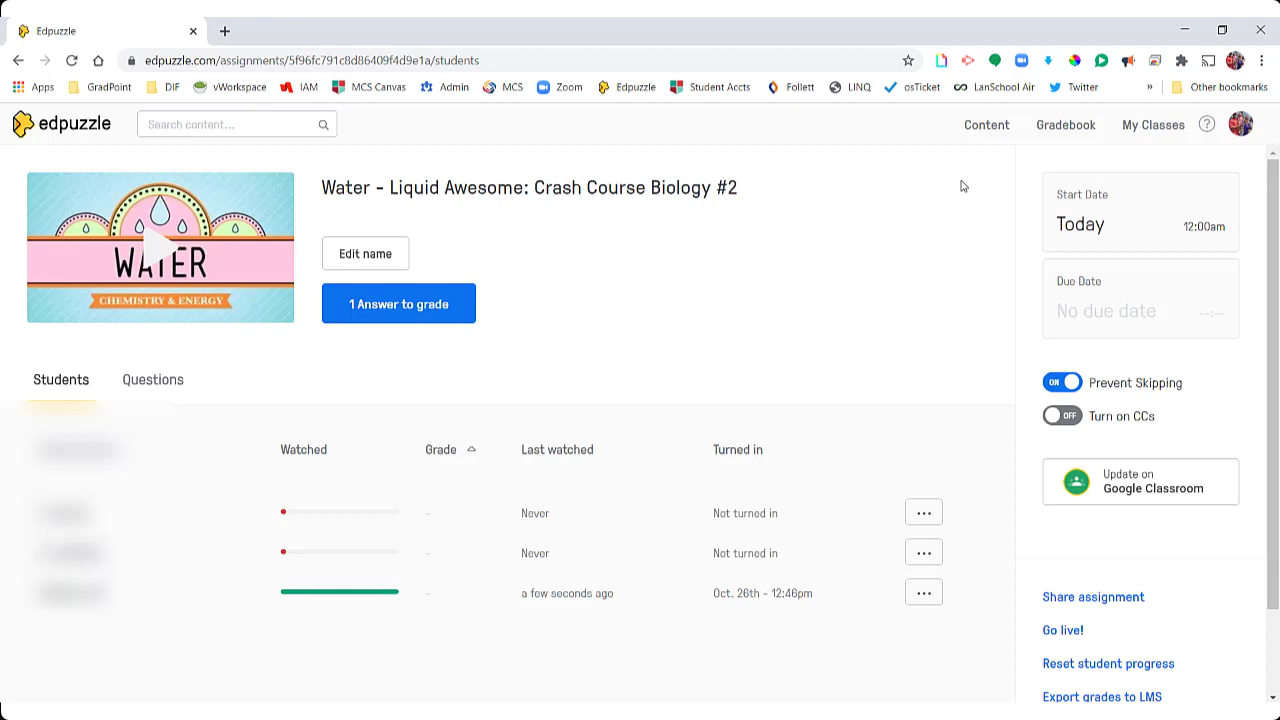 Edpuzzle
edpuzzle.com/assignments/5f96fc791c8d86409f4d9e1a/students
Apps GradPoint DIF vWorkspace IAM MCS Canvas Admin MCS Zoom Edpuzzle Student Accts Follett LINQ osTicket LanSchool Air Twitter » Other bookmarks
edpuzzle Search content... Content Gradebook My Classes ?
Water - Liquid Awesome: Crash Course Biology #2
WATER
CHEMISTRY & ENERGY
Edit name
1 Answer to grade
Start Date
Today 12:00am
Due Date
No due date --:--
ON Prevent Skipping
OFF Turn on CCs
Update on
Google Classroom
Students Questions
Watched Grade Last watched Turned in
- Never Not turned in ...
- Never Not turned in ...
- a few seconds ago Oct. 26th - 12:46pm ...
Share assignment
Go live!
Reset student progress
Export grades to LMS